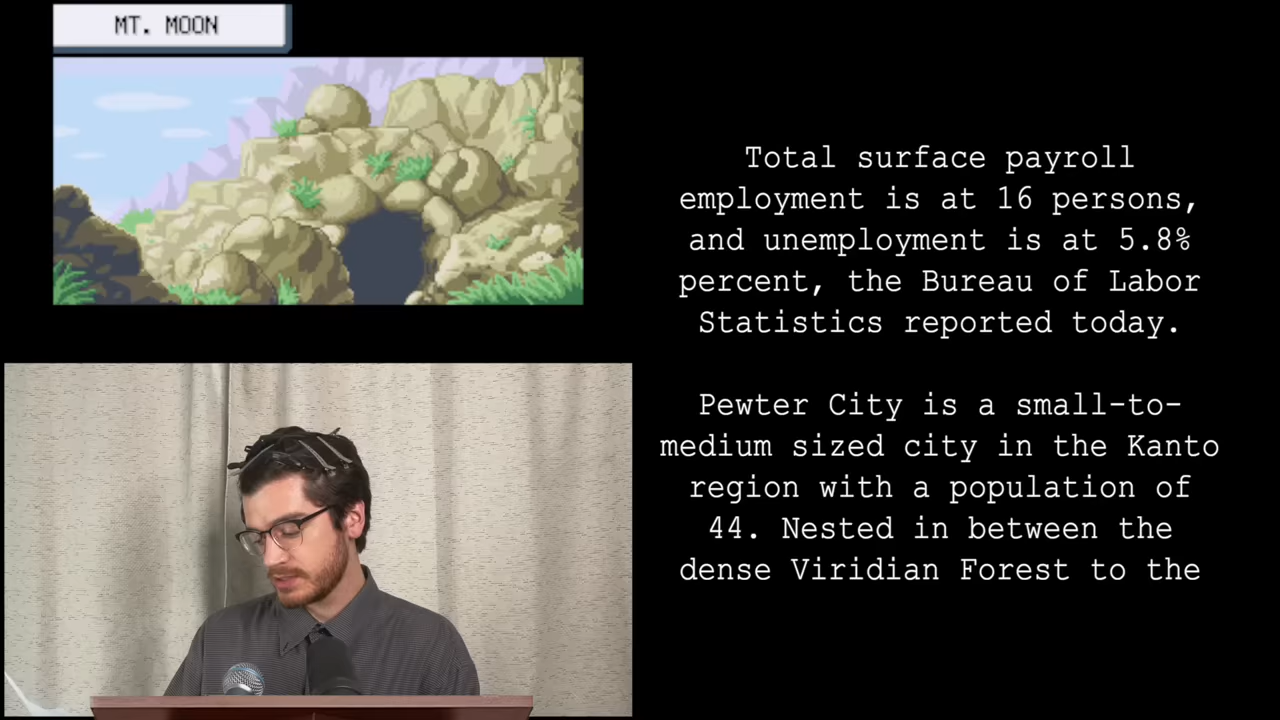 MT. MOON
Total surface payroll
employment is at 16 persons,
and unemployment is at 5.8%
percent, the Bureau of Labor
Statistics reported today.
Pewter City is a small-to-
medium sized city in the Kanto
region with a population of
44. Nested in between the
dense Viridian Forest to the